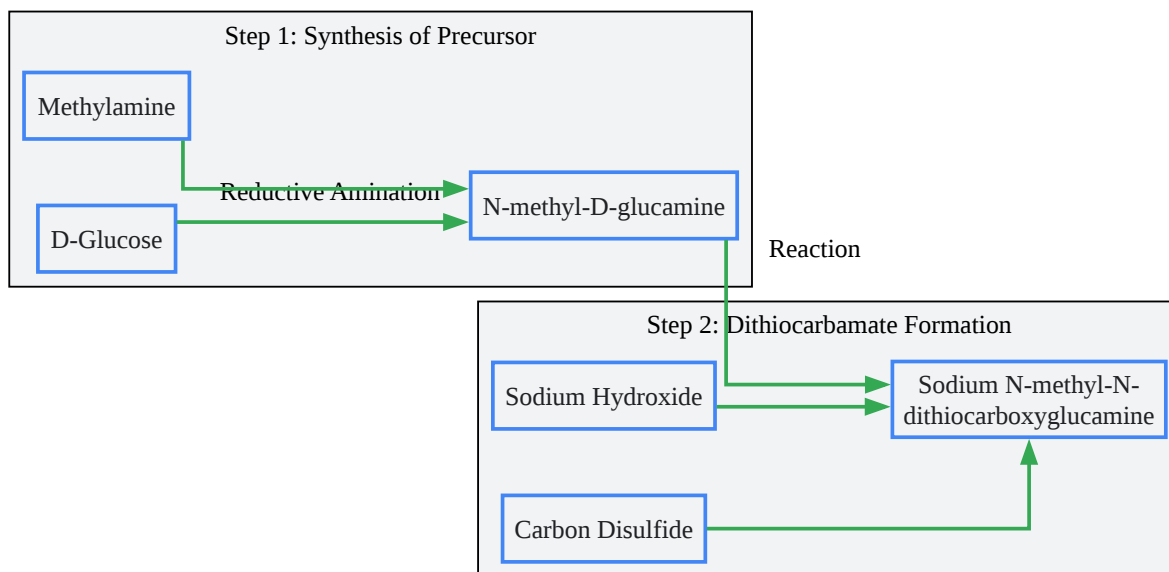 Step 1: Synthesis of Precursor
Methylamine
Reductive Amination
N-methyl-D-glucamine
D-Glucose
Reaction
Step 2: Dithiocarbamate Formation
Sodium Hydroxide
Sodium N-methyl-N-
dithiocarboxyglucamine
Carbon Disulfide